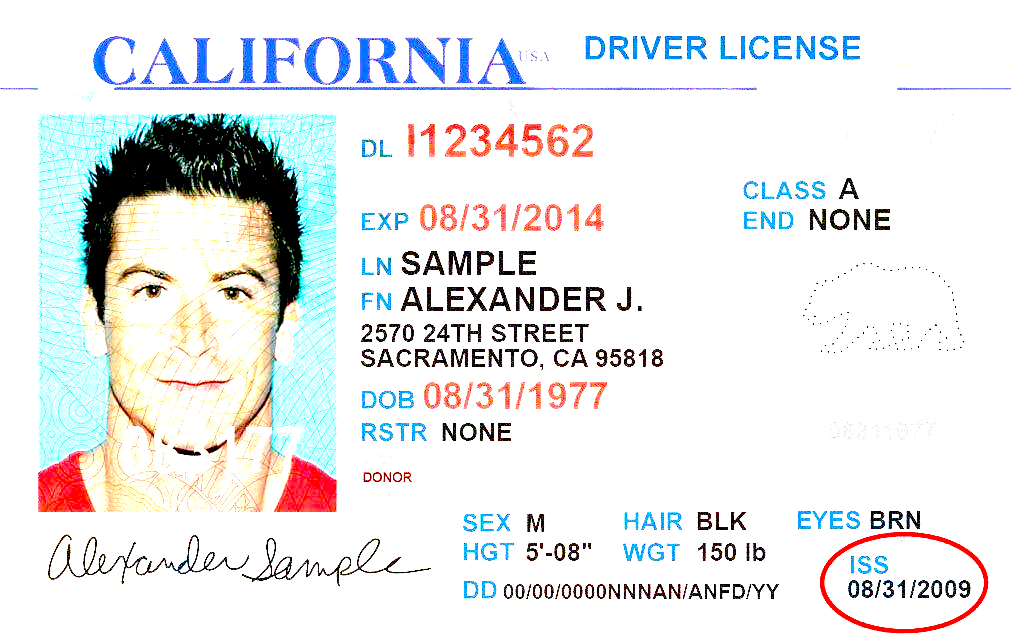 CALIFORNIA USA DRIVER LICENSE
DL I1234562
CLASS A
EXP 08/31/2014
END NONE
LN SAMPLE
FN ALEXANDER J.
2570 24TH STREET
SACRAMENTO, CA 95818
DOB 08/31/1977
RSTR NONE
08311977
DONOR
SEX M HAIR BLK EYES BRN
HGT 5'-08" WGT 150 lb
ISS
08/31/2009
DD 00/00/0000NNNAN/ANFD/YY
Alexander Sample